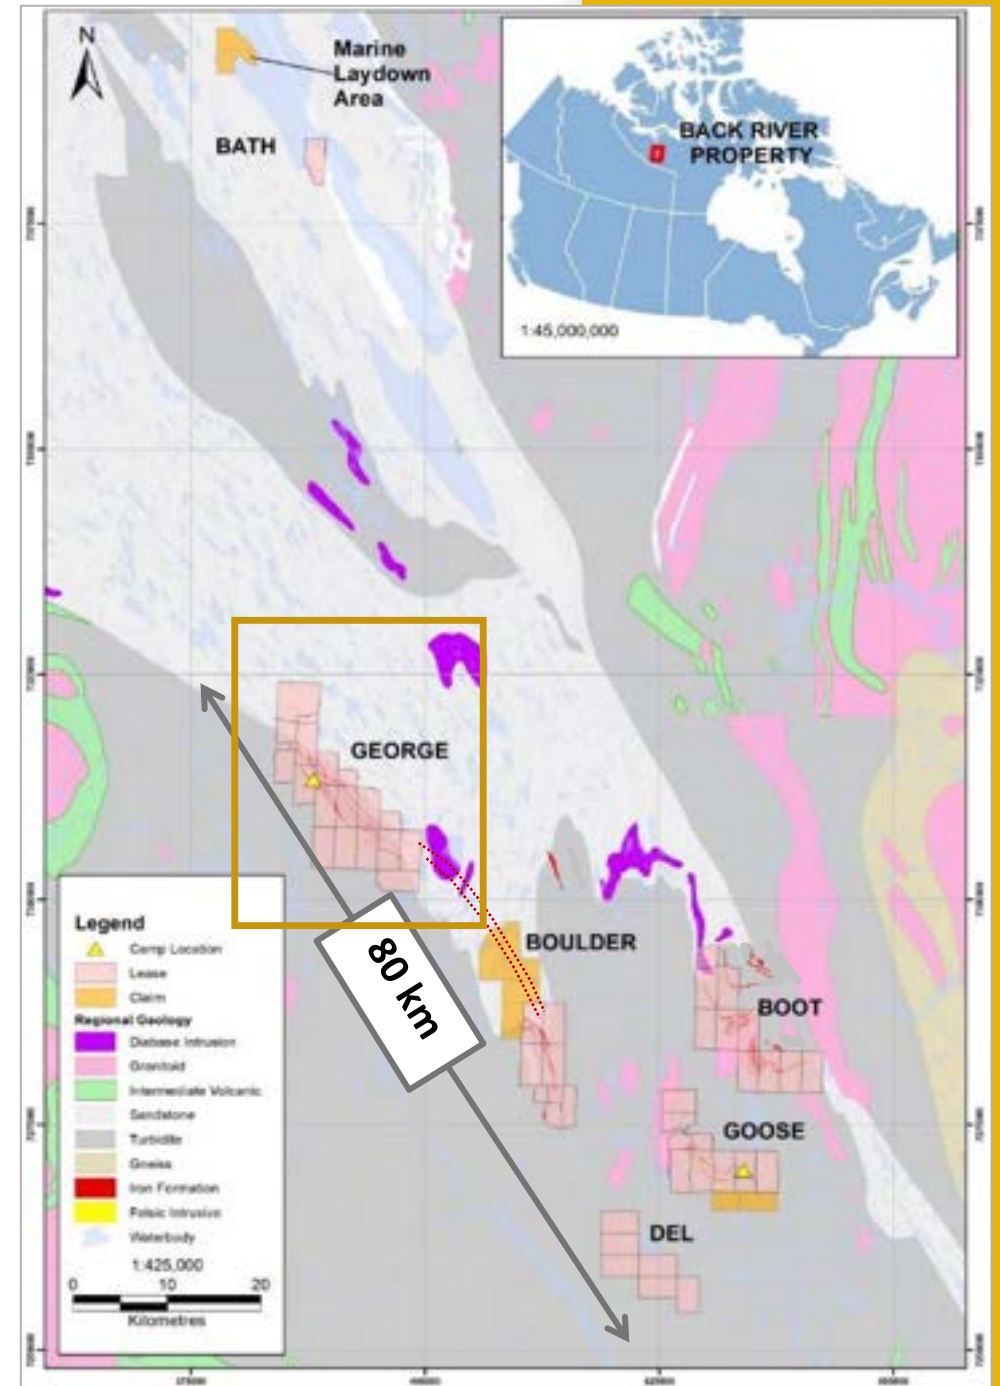 N
Marine
Laydown
Area
BATH
BACK RIVER
PROPERTY
1:45,000,000
GEORGE
BOULDER
BOOT
GOOSE
DEL
80 km
Legend
Camp Location
Lease
Claim
Regional Geology
Diabase Intrusion
Granitoid
Intermediate Volcanic
Sandstone
Turbidite
Gneiss
Iron Formation
Felsic Intrusive
Waterbody
1:425,000
0 10 20
Kilometres